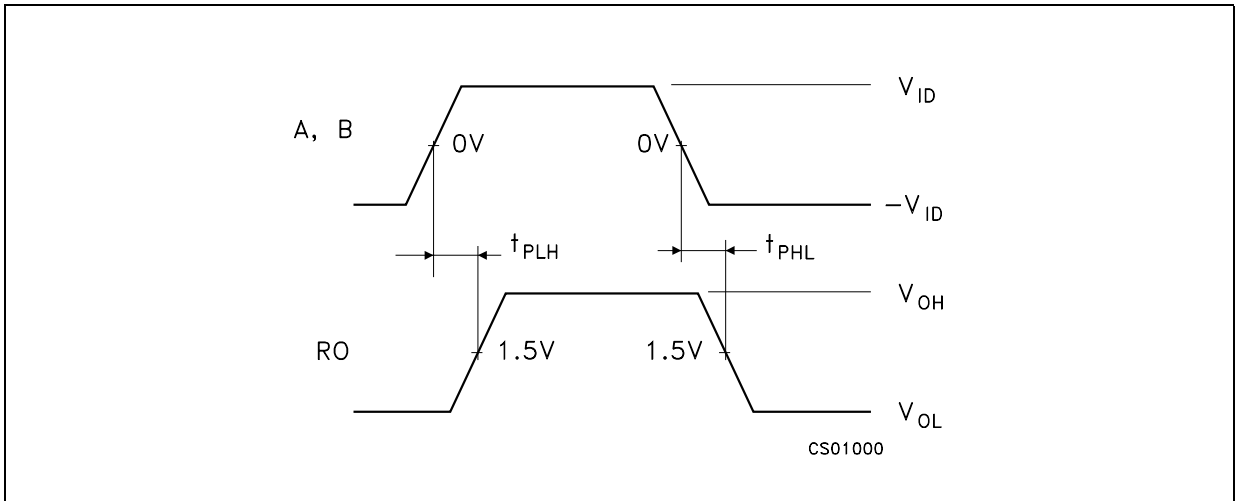 V_ID
A, B
0V
0V
-V_ID
t_PLH
t_PHL
V_OH
RO
1.5V
1.5V
V_OL
CS01000